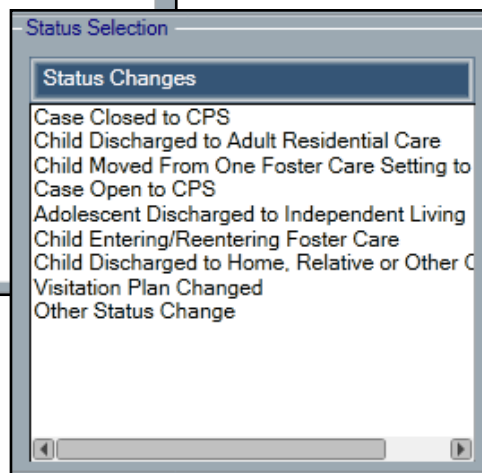 Status Selection
Status Changes
Case Closed to CPS
Child Discharged to Adult Residential Care
Child Moved From One Foster Care Setting to
Case Open to CPS
Adolescent Discharged to Independent Living
Child Entering/Reentering Foster Care
Child Discharged to Home, Relative or Other
Visitation Plan Changed
Other Status Change